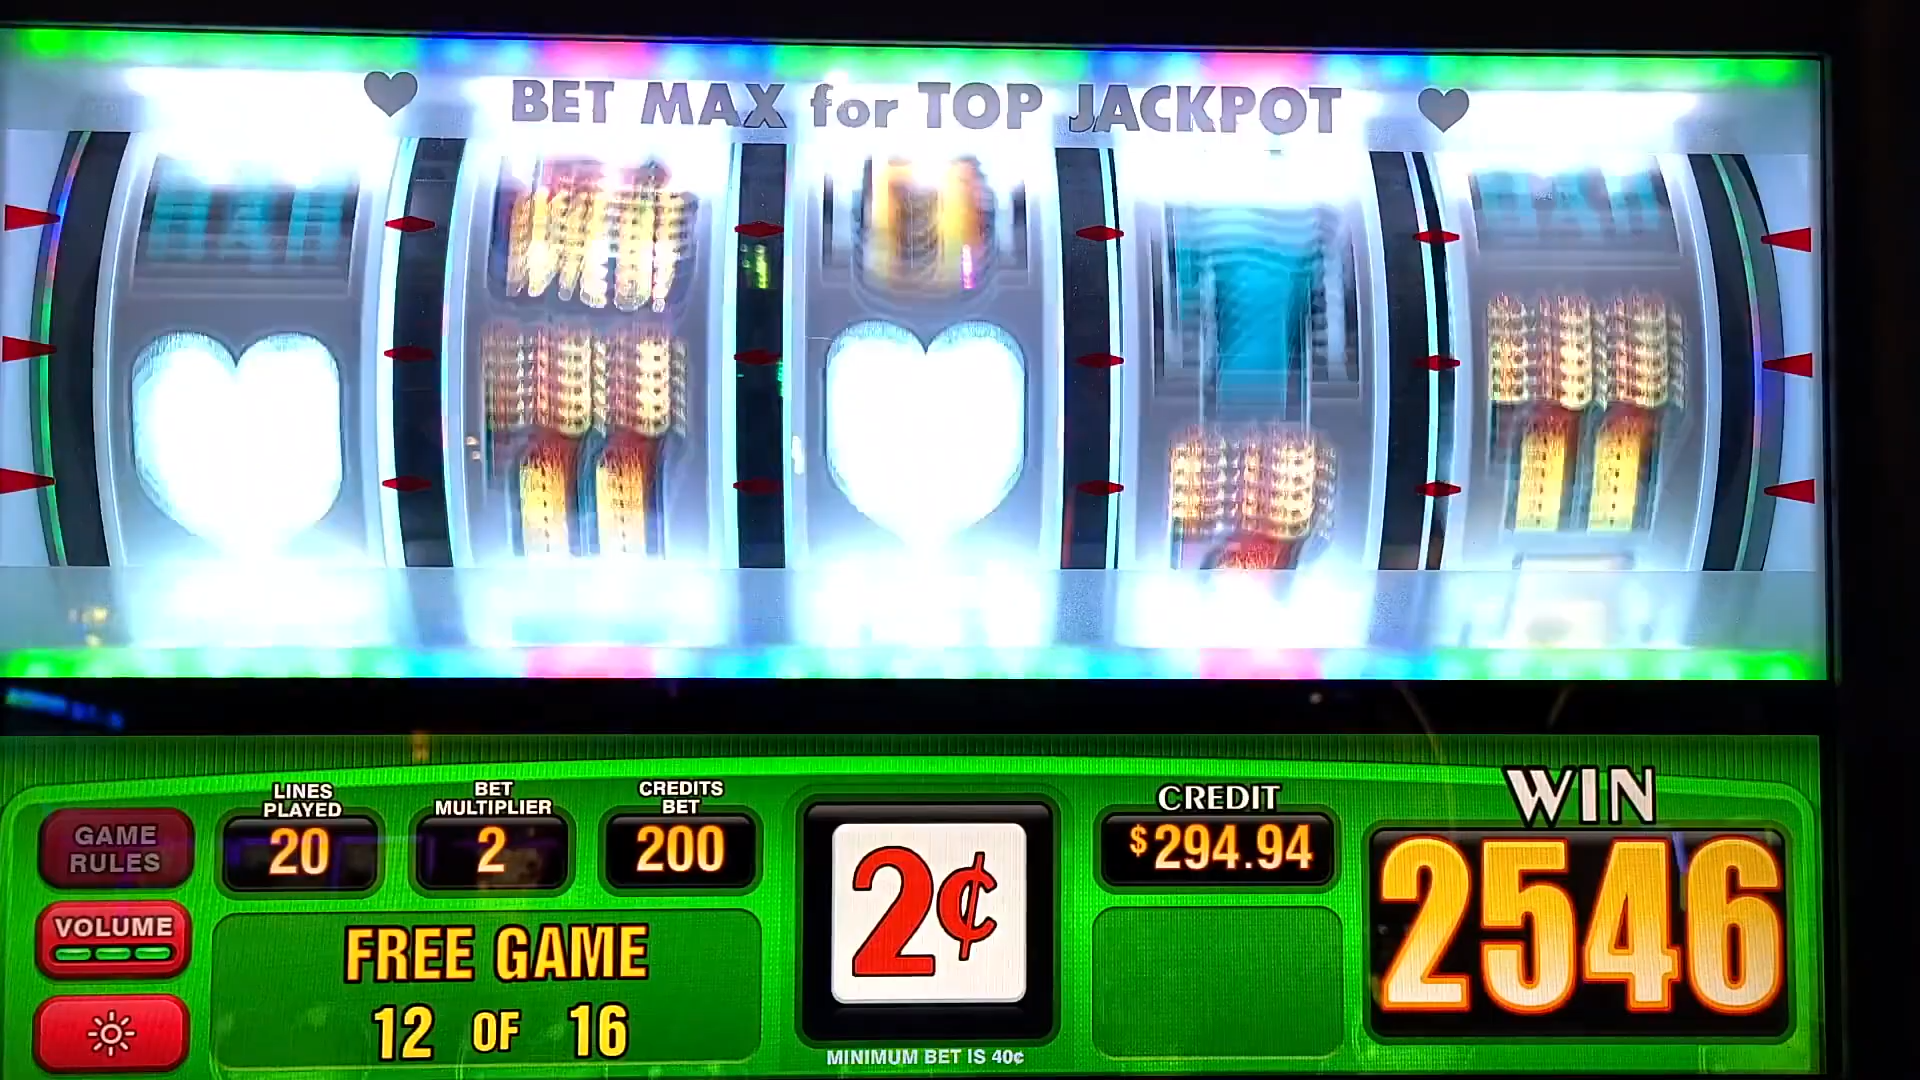 BET MAX for TOP JACKPOT
LINES PLAYED
20
BET MULTIPLIER
2
CREDITS BET
200
CREDIT
$294.94
WIN
2546
GAME RULES
VOLUME
FREE GAME
12 OF 16
2¢
MINIMUM BET IS 40¢